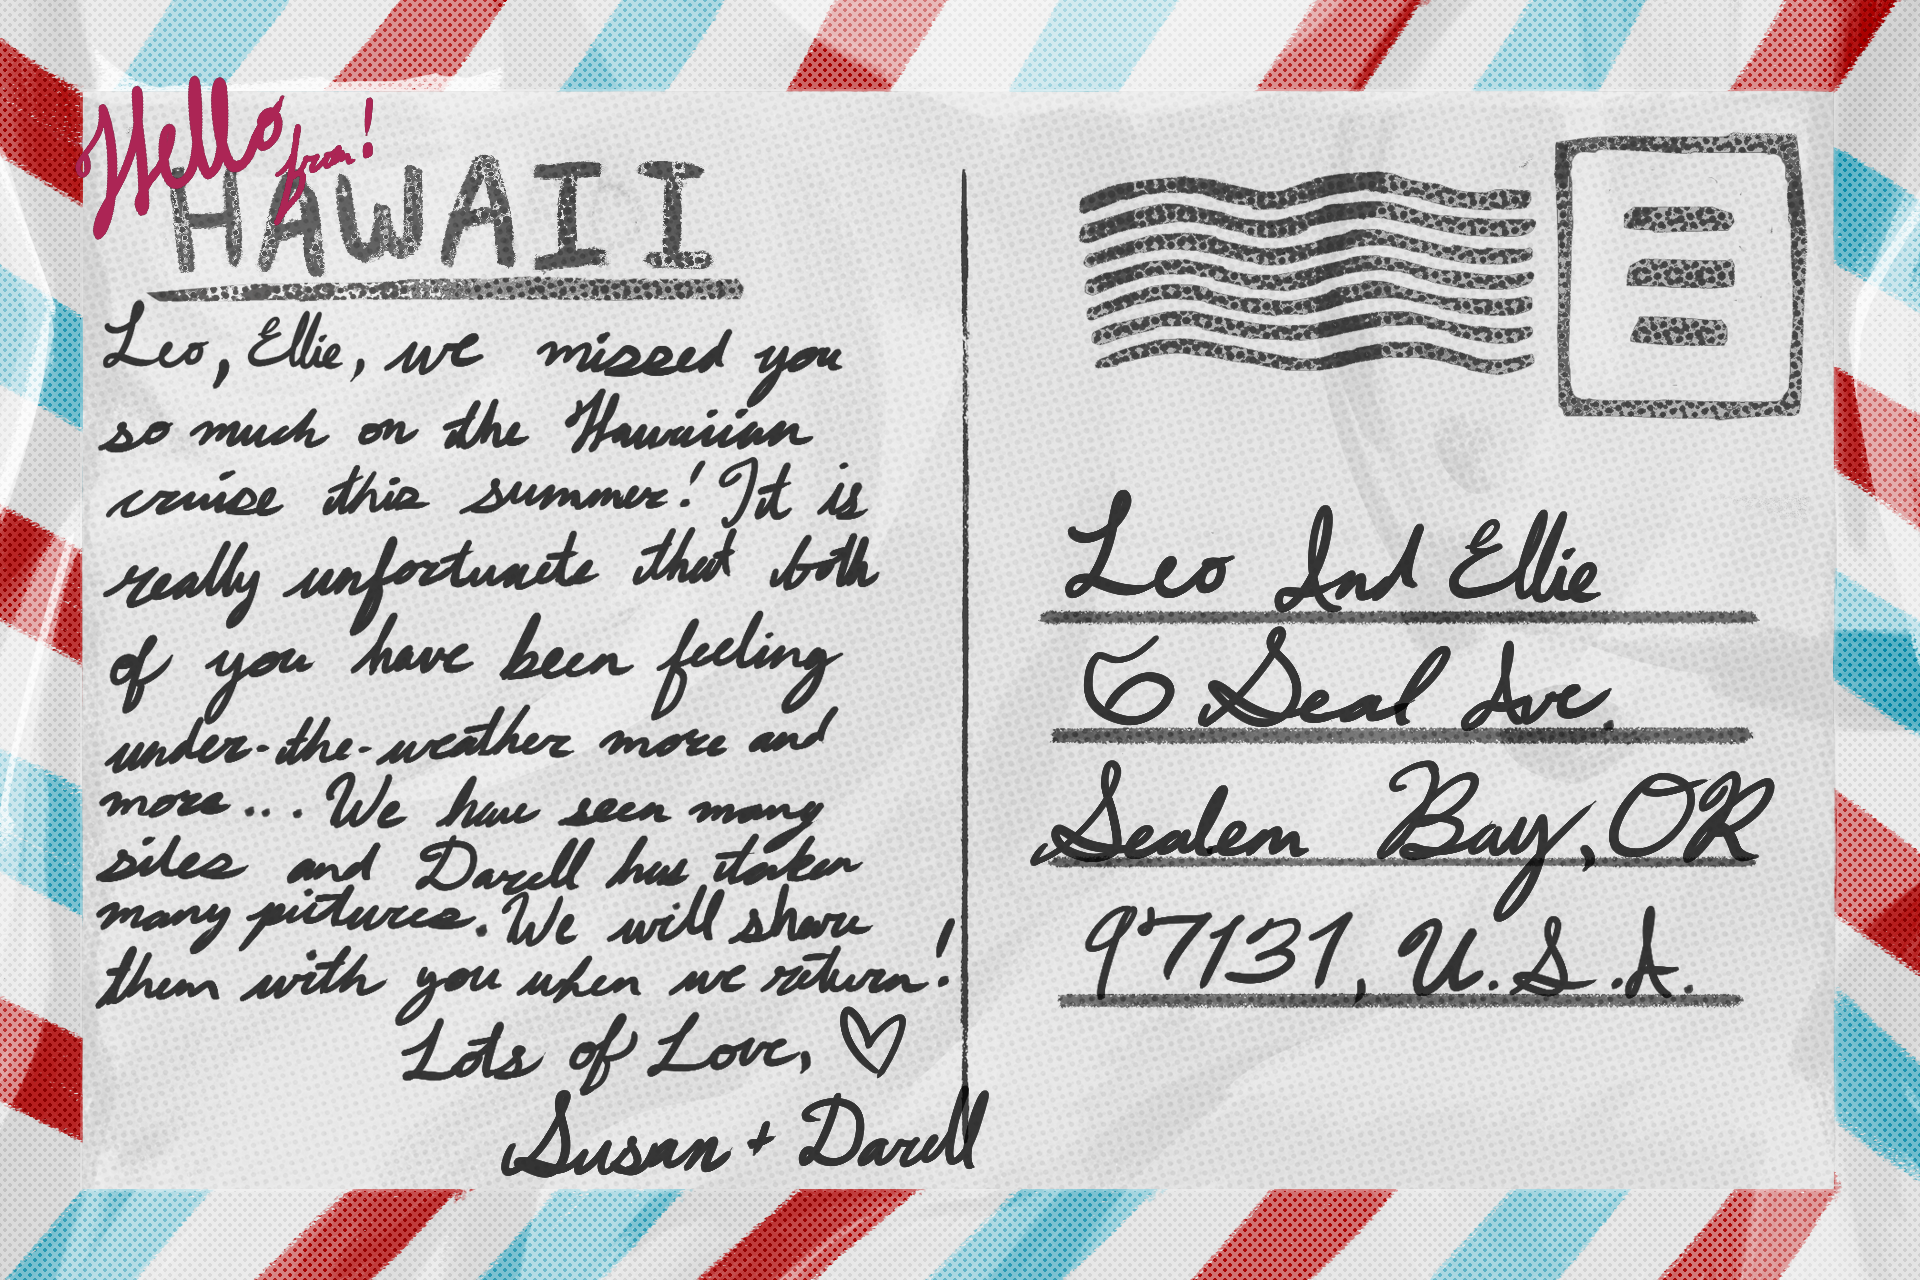 Hello from!
HAWAII
Leo, Ellie, we missed you
so much on the Hawaiian
cruise this summer! It is
really unfortunate that both
of you have been feeling
under-the-weather more and
more... We have seen many
sites and Darell has taken
many pictures. We will share
them with you when we return!
Lots of Love, ♡
Susan + Darell
Leo And Ellie
6 Seal Ave.
Sealem Bay, OR
97131, U.S.A.